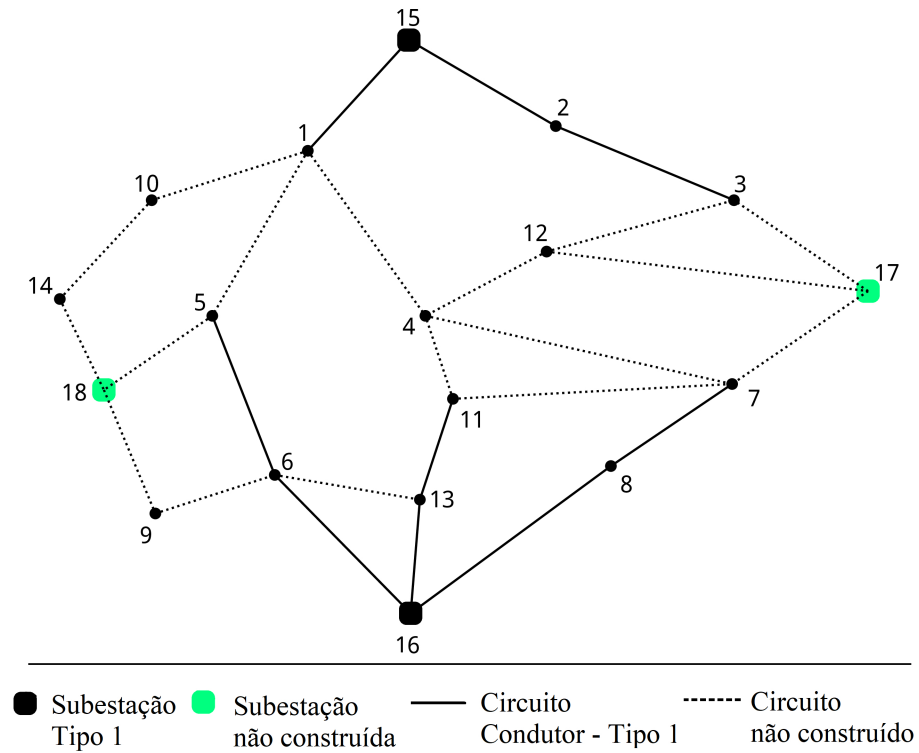 15
2
1
10
3
12
17
14
5
4
18
7
11
6
8
13
9
16
Subestação
Tipo 1
Subestação
não construída
Circuito
Condutor - Tipo 1
Circuito
não construído